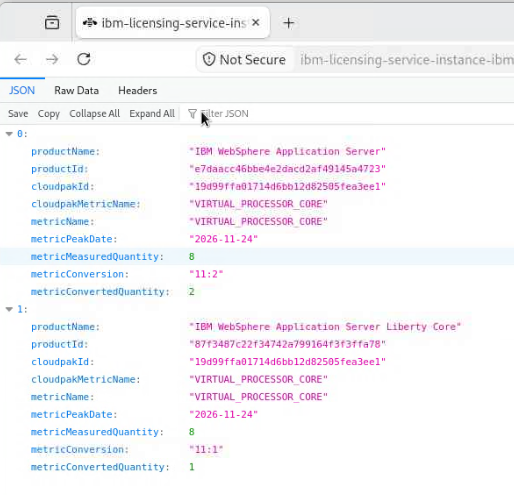 ibm-licensing-service-ins
Not Secure ibm-licensing-service-instance-ibm
JSON Raw Data Headers
Save Copy Collapse All Expand All Filter JSON
0:
productName: "IBM WebSphere Application Server"
productId: "e7daacc46bbe4e2dacd2af49145a4723"
cloudpakId: "19d99ffa01714d6bb12d82505fea3ee1"
cloudpakMetricName: "VIRTUAL_PROCESSOR_CORE"
metricName: "VIRTUAL_PROCESSOR_CORE"
metricPeakDate: "2026-11-24"
metricMeasuredQuantity: 8
metricConversion: "11:2"
metricConvertedQuantity: 2
1:
productName: "IBM WebSphere Application Server Liberty Core"
productId: "87f3487c22f34742a799164f3f3ffa78"
cloudpakId: "19d99ffa01714d6bb12d82505fea3ee1"
cloudpakMetricName: "VIRTUAL_PROCESSOR_CORE"
metricName: "VIRTUAL_PROCESSOR_CORE"
metricPeakDate: "2026-11-24"
metricMeasuredQuantity: 8
metricConversion: "11:1"
metricConvertedQuantity: 1